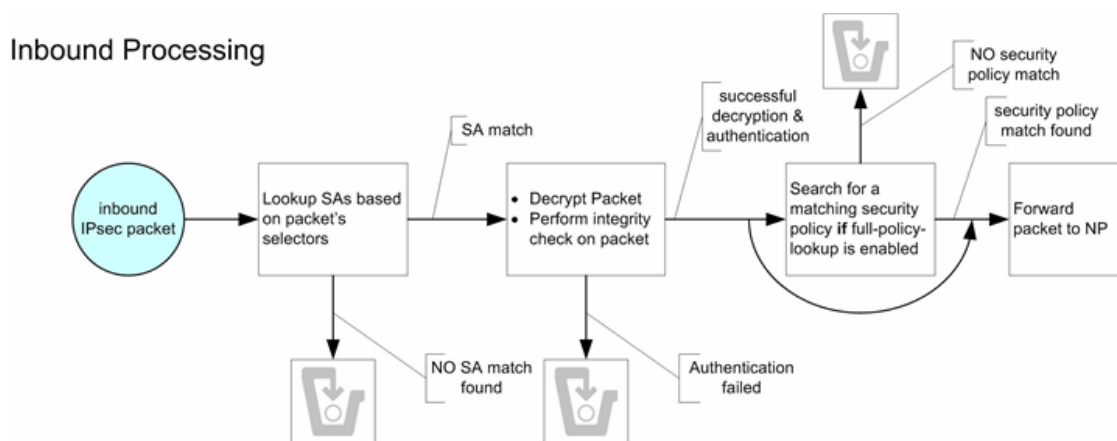 Inbound Processing
NO security
policy match
successful
decryption &
authentication
security policy
match found
SA match
inbound
IPsec packet
Lookup SAs based
on packet's
selectors
• Decrypt Packet
• Perform integrity
check on packet
Search for a
matching security
policy if full-policy-
lookup is enabled
Forward
packet to NP
NO SA match
found
Authentication
failed